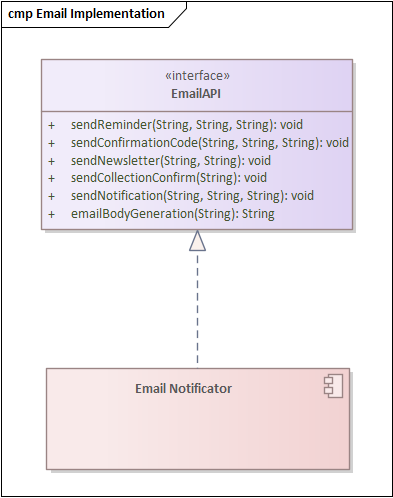 cmp Email Implementation
«interface»
EmailAPI
+ sendReminder(String, String, String): void
+ sendConfirmationCode(String, String, String): void
+ sendNewsletter(String, String): void
+ sendCollectionConfirm(String): void
+ sendNotification(String, String, String): void
+ emailBodyGeneration(String): String
Email Notificator